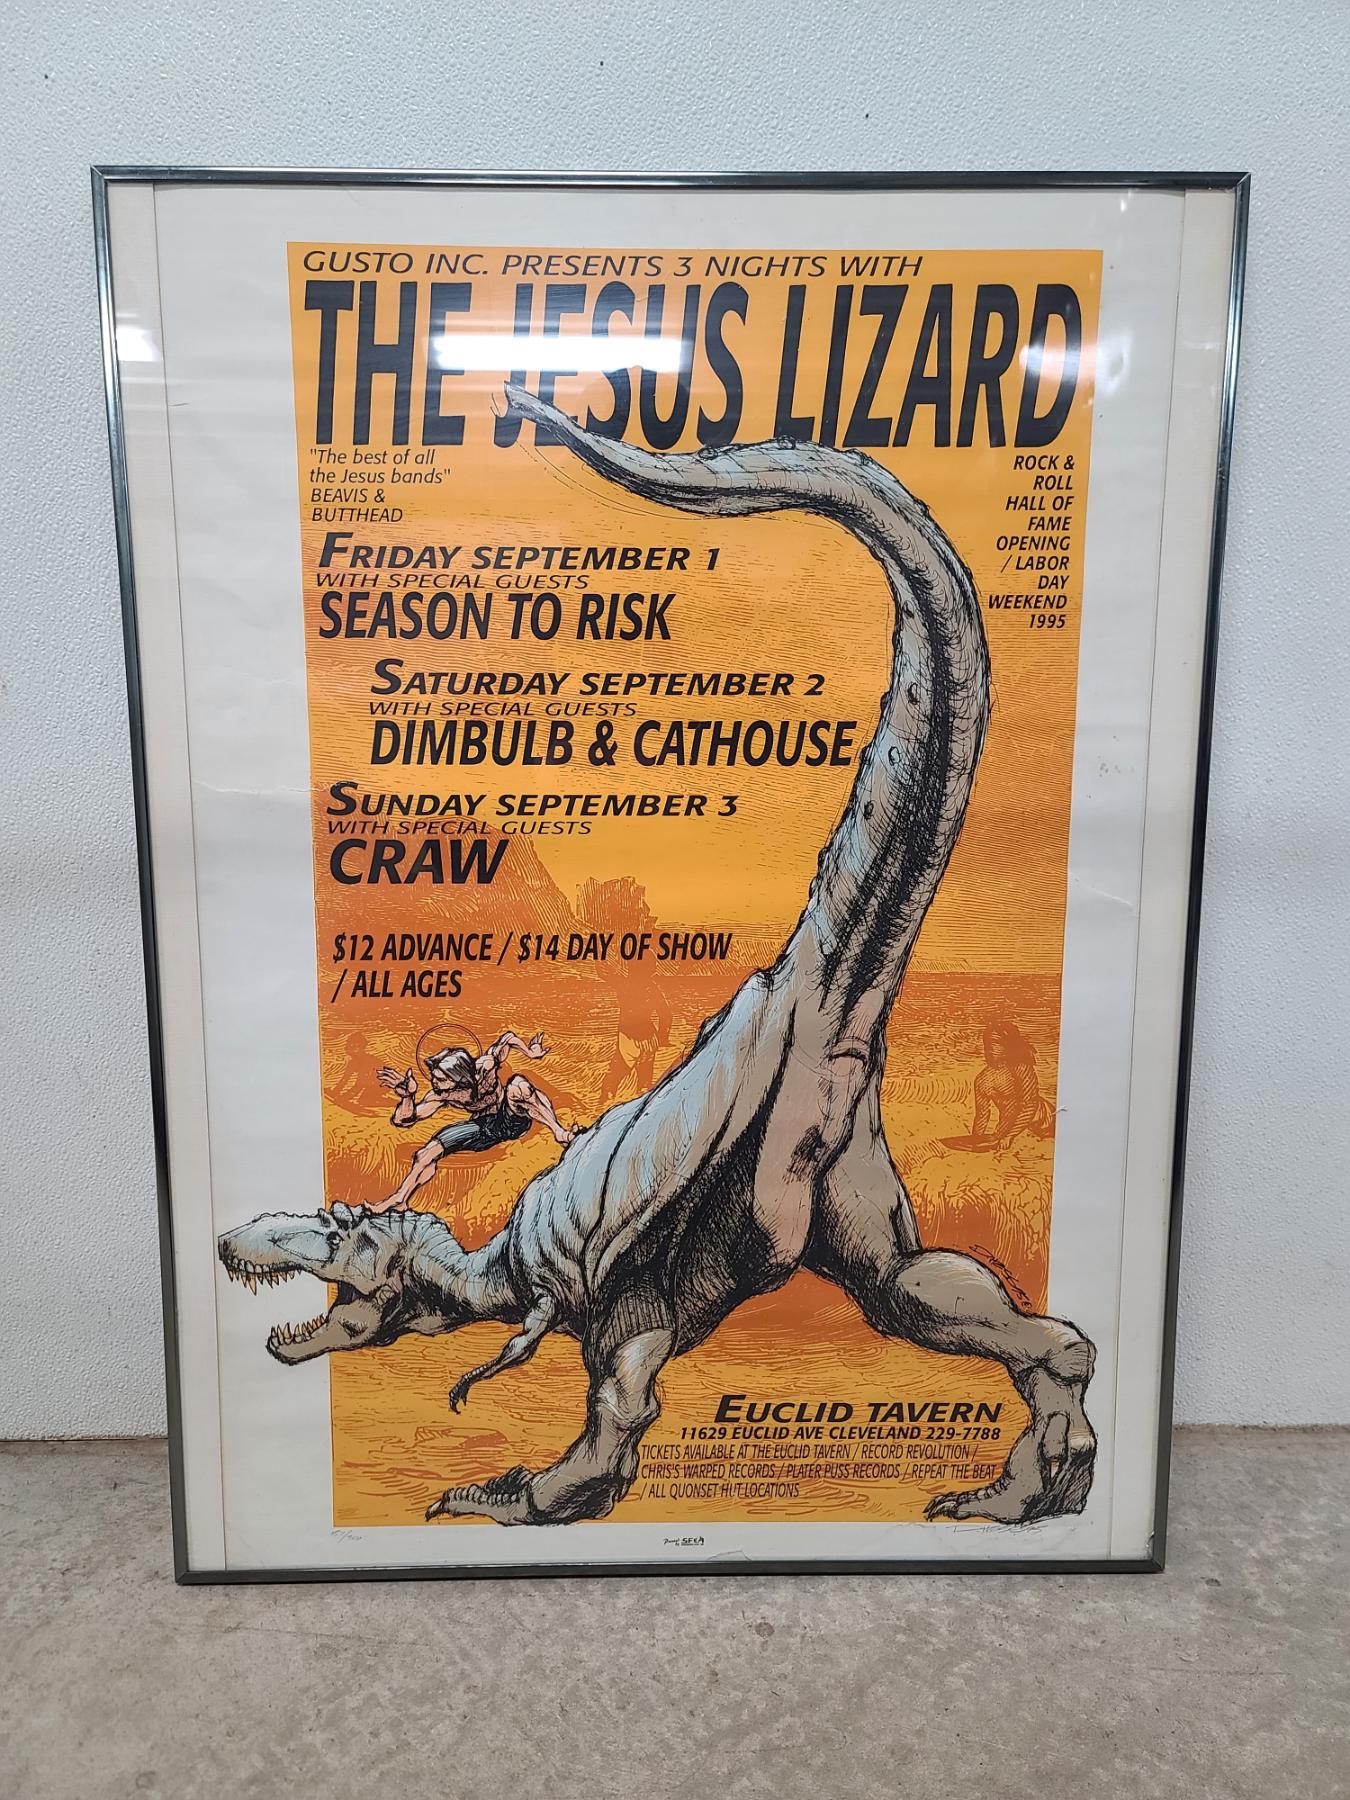 GUSTO INC. PRESENTS 3 NIGHTS WITH
THE JESUS LIZARD
"The best of all
the Jesus bands"
BEAVIS &
BUTTHEAD
ROCK &
ROLL
HALL OF
FAME
OPENING
/ LABOR
DAY
WEEKEND
1995
FRIDAY SEPTEMBER 1
WITH SPECIAL GUESTS
SEASON TO RISK
SATURDAY SEPTEMBER 2
WITH SPECIAL GUESTS
DIMBULB & CATHOUSE
SUNDAY SEPTEMBER 3
WITH SPECIAL GUESTS
CRAW
$12 ADVANCE / $14 DAY OF SHOW
/ ALL AGES
EUCLID TAVERN
11629 EUCLID AVE CLEVELAND 229-7788
TICKETS AVAILABLE AT THE EUCLID TAVERN / RECORD REVOLUTION /
CHRIS'S WARPED RECORDS / PLATER PUSS RECORDS / REPEAT THE BEAT
/ ALL QUONSET HUT LOCATIONS